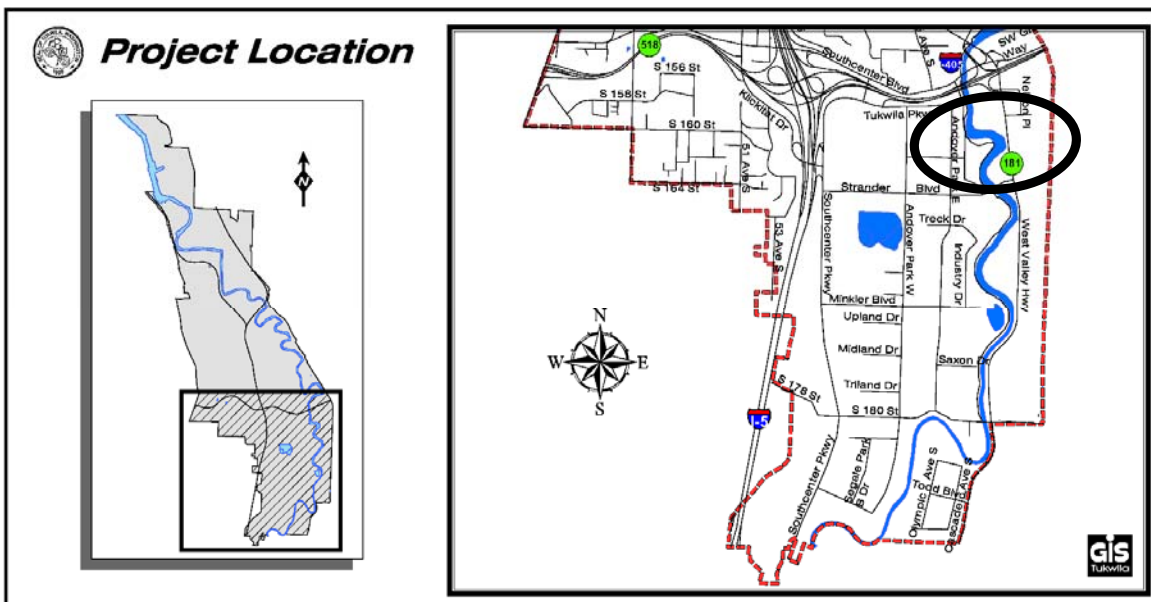 Project Location
N
518
S 156 St
S 158 St
S 160 St
S 164 St
Klickitat Dr
51 Ave S
53 Ave S
Southcenter Blvd
Ave S
I-405
SW
Way
Tukwila Pkwy
Andover Park E
181
Strander Blvd
Southcenter Pkwy
Andover Park W
Treck Dr
Industry Dr
West Valley Hwy
Minkler Blvd
Upland Dr
Midland Dr
Saxon Dr
Triland Dr
S 178 St
S 180 St
I-5
Southcenter Pkwy
Segale Park
B Dr
Olympic Ave S
Todd Blvd
Cascade Ave S
N
W
E
S
GiS
Tukwila